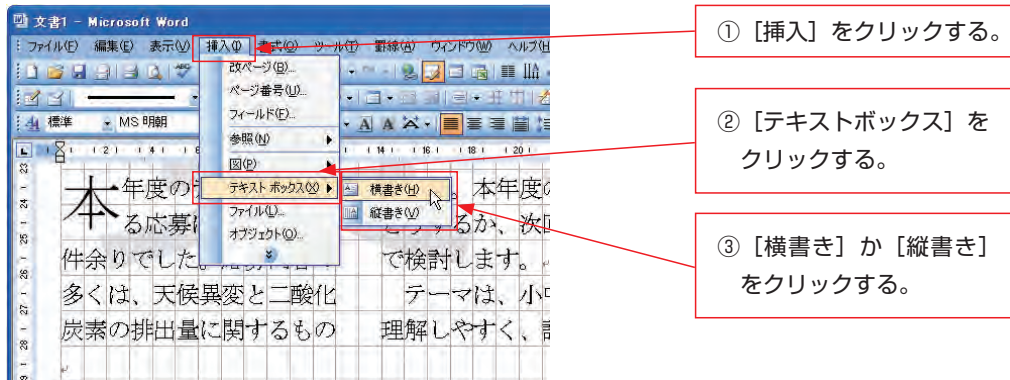 文書1 - Microsoft Word
ファイル(F) 編集(E) 表示(V) 挿入(I) 書式(O) ツール(T) 罫線(A) ウィンドウ(W) ヘルプ(H
標準 MS 明朝
改ページ(B)...
ページ番号(U)...
フィールド(F)...
参照(N)
図(P)
テキスト ボックス(X)
ファイル(L)...
オブジェクト(O)...
横書き(H)
縦書き(V)
本年度の
る応募
件余りでした。
多くは、天候異変と二酸化
炭素の排出量に関するもの
。本年度
するか、次
で検討します。
テーマは、小
理解しやすく、
① [挿入] をクリックする。
② [テキストボックス] を
クリックする。
③ [横書き] か [縦書き]
をクリックする。